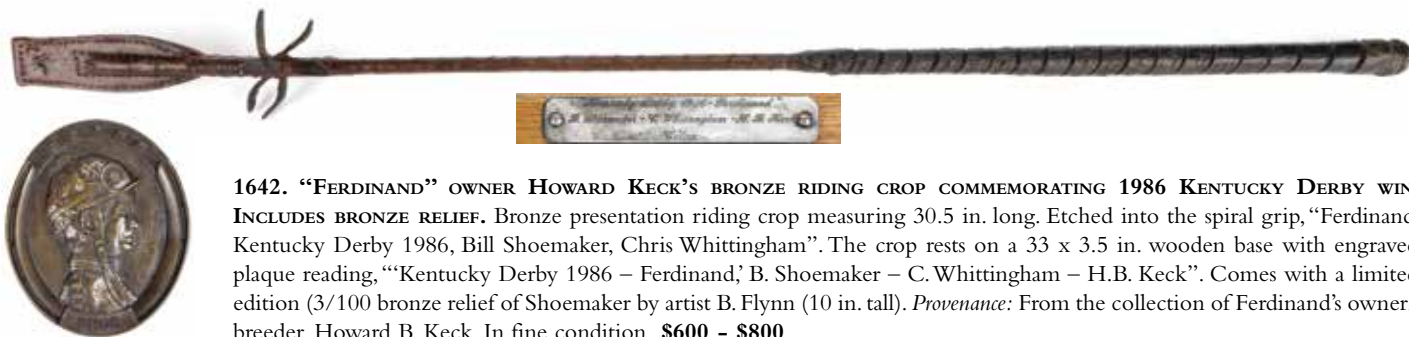 1642. “Ferdinand” owner Howard Keck’s bronze riding crop commemorating 1986 Kentucky Derby win
Includes bronze relief. Bronze presentation riding crop measuring 30.5 in. long. Etched into the spiral grip, “Ferdinand
Kentucky Derby 1986, Bill Shoemaker, Chris Whittingham”. The crop rests on a 33 x 3.5 in. wooden base with engraved
plaque reading, “‘Kentucky Derby 1986 – Ferdinand,’ B. Shoemaker – C. Whittingham – H.B. Keck”. Comes with a limited
edition (3/100 bronze relief of Shoemaker by artist B. Flynn (10 in. tall). Provenance: From the collection of Ferdinand’s owner
breeder, Howard B. Keck. In fine condition. $600 – $800